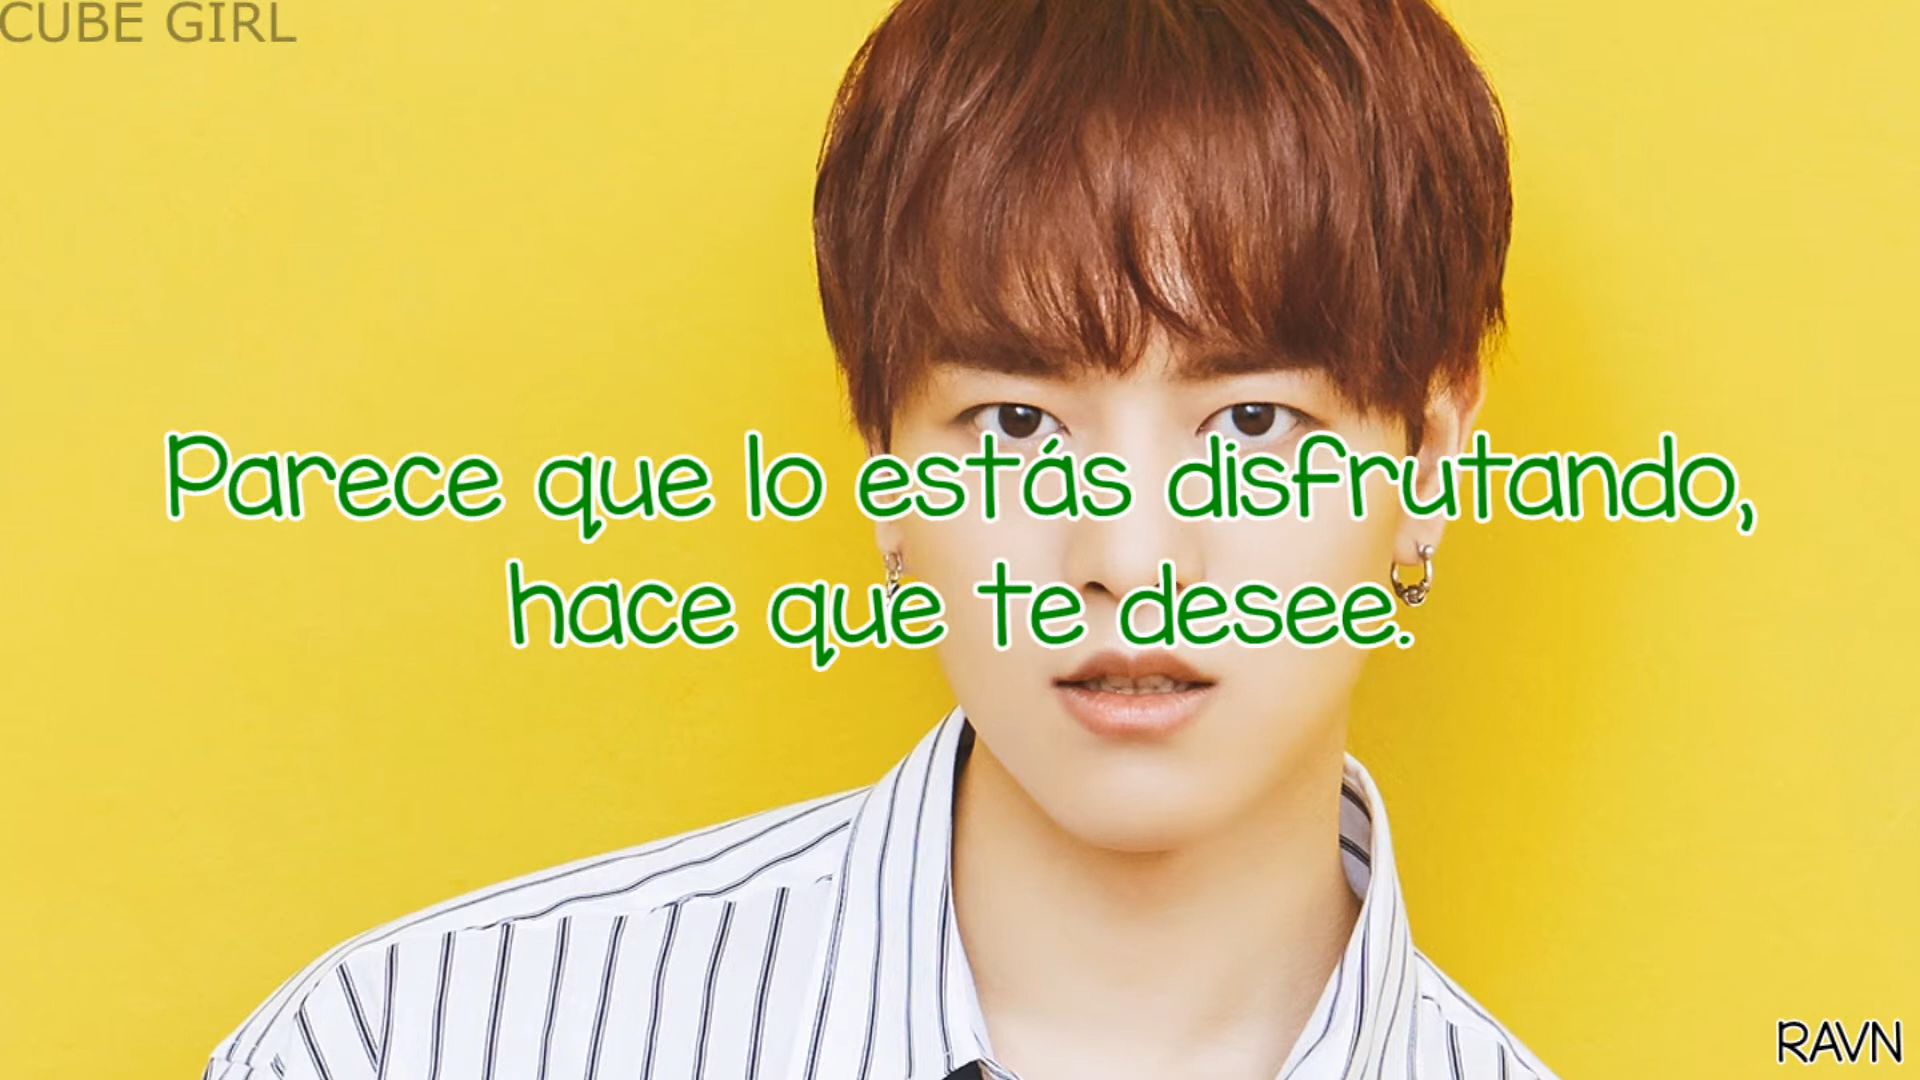 CUBE GIRL
Parece que lo estás disfrutando,
hace que te desee.
RAVN